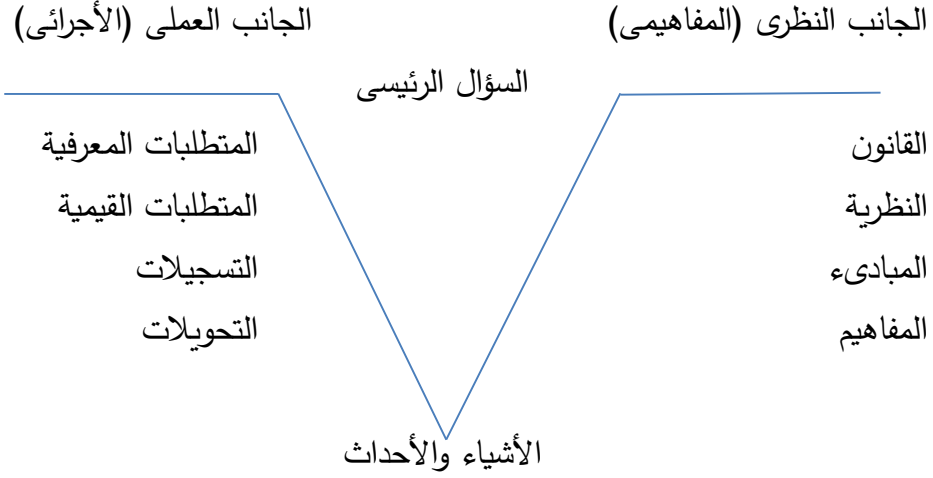 الجانب النظرى (المفاهيمى)
الجانب العملى (الأجرائى)
السؤال الرئيسى
القانون
النظرية
المبادىء
المفاهيم
المتطلبات المعرفية
المتطلبات القيمية
التسجيلات
التحويلات
الأشياء والأحداث